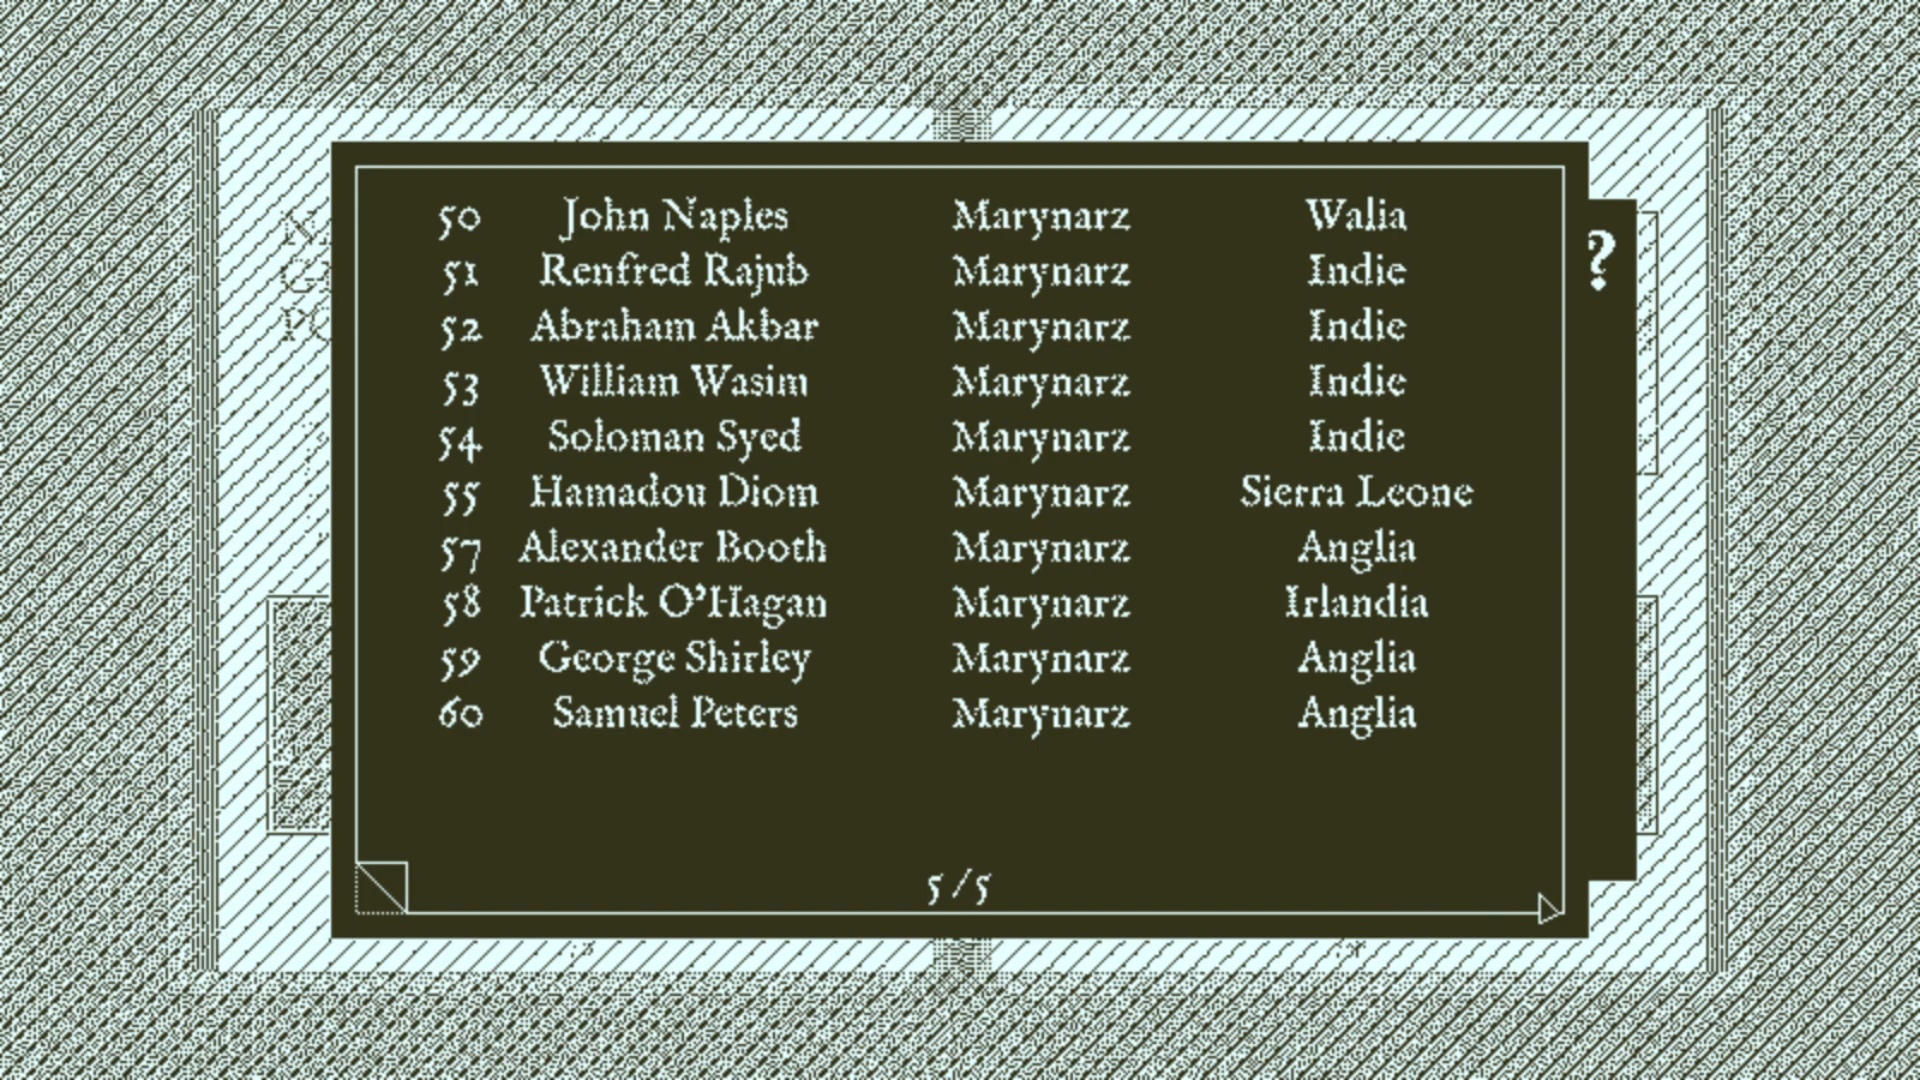 50 John Naples Marynarz Walia
51 Renfred Rajub Marynarz Indie
52 Abraham Akbar Marynarz Indie
53 William Wasim Marynarz Indie
54 Soloman Syed Marynarz Indie
55 Hamadou Diom Marynarz Sierra Leone
57 Alexander Booth Marynarz Anglia
58 Patrick O'Hagan Marynarz Irlandia
59 George Shirley Marynarz Anglia
60 Samuel Peters Marynarz Anglia
?
5/5